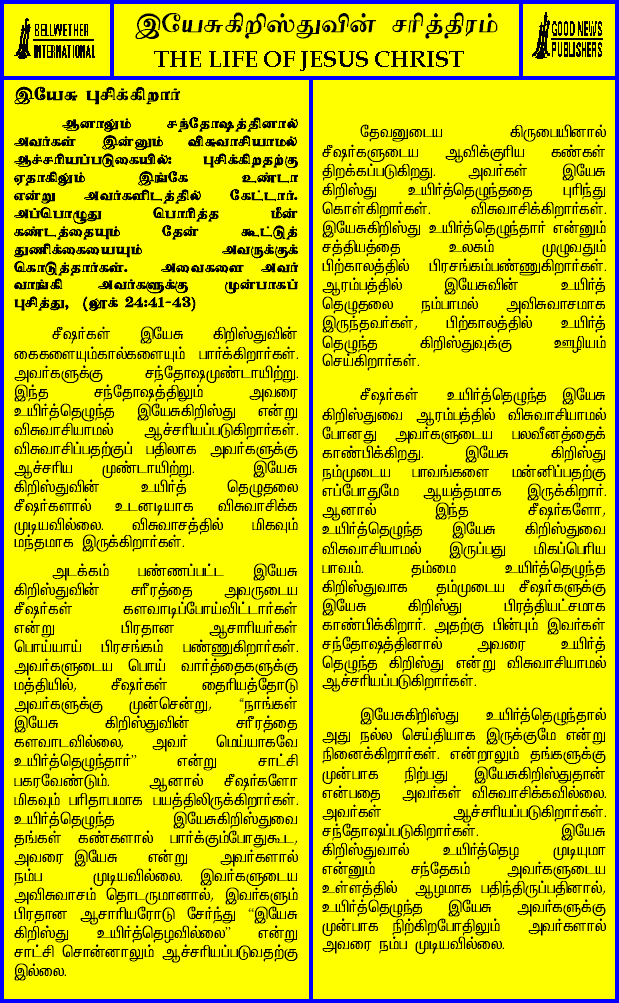 BELLWETHER
INTERNATIONAL
இயேசுகிறிஸ்துவின் சரித்திரம்
THE LIFE OF JESUS CHRIST
GOOD NEWS
PUBLISHERS
இயேசு புசிக்கிறார்
ஆனாலும் சந்தோஷத்தினால்
அவர்கள் இன்னும் விசுவாசியாமல்
ஆச்சரியப்படுகையில்: புசிக்கிறதற்கு
ஏதாகிலும் இங்கே உண்டா
என்று அவர்களிடத்தில் கேட்டார்.
அப்பொழுது பொரித்த மீன்
கண்டத்தையும் தேன் கூட்டுத்
துணிக்கையையும் அவருக்குக்
கொடுத்தார்கள். அவைகளை அவர்
வாங்கி அவர்களுக்கு முன்பாகப்
புசித்து, (லூக் 24:41-43)
சீஷர்கள் இயேசு கிறிஸ்துவின்
கைகளையும்கால்களையும் பார்க்கிறார்கள்.
அவர்களுக்கு சந்தோஷமுண்டாயிற்று.
இந்த சந்தோஷத்திலும் அவரை
உயிர்த்தெழுந்த இயேசுகிறிஸ்து என்று
விசுவாசியாமல் ஆச்சரியப்படுகிறார்கள்.
விசுவாசிப்பதற்குப் பதிலாக அவர்களுக்கு
ஆச்சரிய முண்டாயிற்று. இயேசு
கிறிஸ்துவின் உயிர்த் தெழுதலை
சீஷர்களால் உடனடியாக விசுவாசிக்க
முடியவில்லை. விசுவாசத்தில் மிகவும்
மந்தமாக இருக்கிறார்கள்.
அடக்கம் பண்ணப்பட்ட இயேசு
கிறிஸ்துவின் சரீரத்தை அவருடைய
சீஷர்கள் களவாடிப்போய்விட்டார்கள்
என்று பிரதான ஆசாரியர்கள்
பொய்யாய் பிரசங்கம் பண்ணுகிறார்கள்.
அவர்களுடைய பொய் வார்த்தைகளுக்கு
மத்தியில், சீஷர்கள் தைரியத்தோடு
அவர்களுக்கு முன்சென்று, “நாங்கள்
இயேசு கிறிஸ்துவின் சரீரத்தை
களவாடவில்லை, அவர் மெய்யாகவே
உயிர்த்தெழுந்தார்” என்று சாட்சி
பகரவேண்டும். ஆனால் சீஷர்களோ
மிகவும் பரிதாபமாக பயத்திலிருக்கிறார்கள்.
உயிர்த்தெழுந்த இயேசுகிறிஸ்துவை
தங்கள் கண்களால் பார்க்கும்போதுகூட,
அவரை இயேசு என்று அவர்களால்
நம்ப முடியவில்லை. இவர்களுடைய
அவிசுவாசம் தொடருமானால், இவர்களும்
பிரதான ஆசாரியரோடு சேர்ந்து “இயேசு
கிறிஸ்து உயிர்த்தெழவில்லை” என்று
சாட்சி சொன்னாலும் ஆச்சரியப்படுவதற்கு
இல்லை.
தேவனுடைய கிருபையினால்
சீஷர்களுடைய ஆவிக்குரிய கண்கள்
திறக்கப்படுகிறது. அவர்கள் இயேசு
கிறிஸ்து உயிர்த்தெழுந்ததை புரிந்து
கொள்கிறார்கள். விசுவாசிக்கிறார்கள்.
இயேசுகிறிஸ்து உயிர்த்தெழுந்தார் என்னும்
சத்தியத்தை உலகம் முழுவதும்
பிற்காலத்தில் பிரசங்கம்பண்ணுகிறார்கள்.
ஆரம்பத்தில் இயேசுவின் உயிர்த்
தெழுதலை நம்பாமல் அவிசுவாசமாக
இருந்தவர்கள், பிற்காலத்தில் உயிர்த்
தெழுந்த கிறிஸ்துவுக்கு ஊழியம்
செய்கிறார்கள்.
சீஷர்கள் உயிர்த்தெழுந்த இயேசு
கிறிஸ்துவை ஆரம்பத்தில் விசுவாசியாமல்
போனது அவர்களுடைய பலவீனத்தைக்
காண்பிக்கிறது. இயேசு கிறிஸ்து
நம்முடைய பாவங்களை மன்னிப்பதற்கு
எப்போதுமே ஆயத்தமாக இருக்கிறார்.
ஆனால் இந்த சீஷர்களோ,
உயிர்த்தெழுந்த இயேசு கிறிஸ்துவை
விசுவாசியாமல் இருப்பது மிகப்பெரிய
பாவம். தம்மை உயிர்த்தெழுந்த
கிறிஸ்துவாக தம்முடைய சீஷர்களுக்கு
இயேசு கிறிஸ்து பிரத்தியட்சமாக
காண்பிக்கிறார். அதற்கு பின்பும் இவர்கள்
சந்தோஷத்தினால் அவரை உயிர்த்
தெழுந்த கிறிஸ்து என்று விசுவாசியாமல்
ஆச்சரியப்படுகிறார்கள்.
இயேசுகிறிஸ்து உயிர்த்தெழுந்தால்
அது நல்ல செய்தியாக இருக்குமே என்று
நினைக்கிறார்கள். என்றாலும் தங்களுக்கு
முன்பாக நிற்பது இயேசுகிறிஸ்துதான்
என்பதை அவர்கள் விசுவாசிக்கவில்லை.
அவர்கள் ஆச்சரியப்படுகிறார்கள்.
சந்தோஷப்படுகிறார்கள். இயேசு
கிறிஸ்துவால் உயிர்த்தெழ முடியுமா
என்னும் சந்தேகம் அவர்களுடைய
உள்ளத்தில் ஆழமாக பதிந்திருப்பதினால்,
உயிர்த்தெழுந்த இயேசு அவர்களுக்கு
முன்பாக நிற்கிறபோதிலும் அவர்களால்
அவரை நம்ப முடியவில்லை.